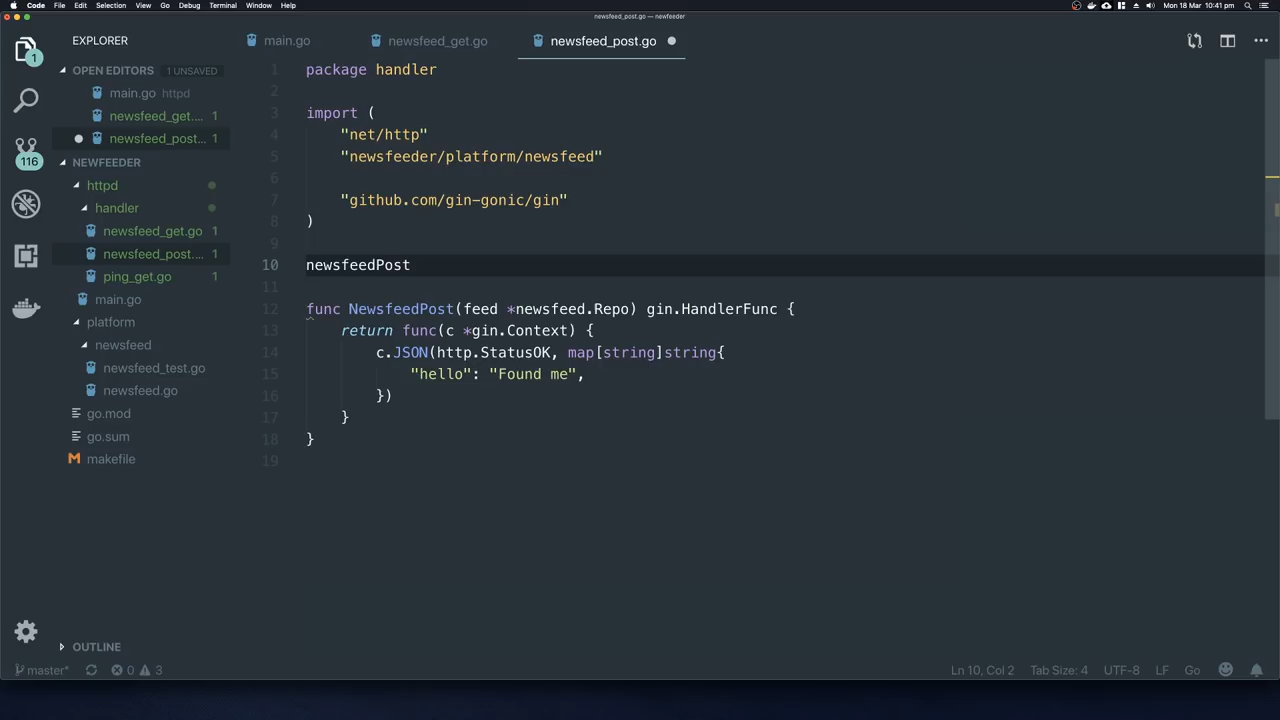 Code File Edit Selection View Go Debug Terminal Window Help Mon 18 Mar 10:41 pm
newsfeed_post.go — newfeeder
EXPLORER
OPEN EDITORS 1 UNSAVED
main.go httpd
newsfeed_get.... 1
newsfeed_post... 1
NEWFEEDER
httpd
handler
newsfeed_get.go 1
newsfeed_post.... 1
ping_get.go 1
main.go
platform
newsfeed
newsfeed_test.go
newsfeed.go
go.mod
go.sum
makefile
OUTLINE
1
116
main.go newsfeed_get.go newsfeed_post.go
1 package handler
2
3 import (
4 "net/http"
5 "newsfeeder/platform/newsfeed"
6
7 "github.com/gin-gonic/gin"
8 )
9
10 newsfeedPost
11
12 func NewsfeedPost(feed *newsfeed.Repo) gin.HandlerFunc {
13 return func(c *gin.Context) {
14 c.JSON(http.StatusOK, map[string]string{
15 "hello": "Found me",
16 })
17 }
18 }
19
master* 0 3 Ln 10, Col 2 Tab Size: 4 UTF-8 LF Go